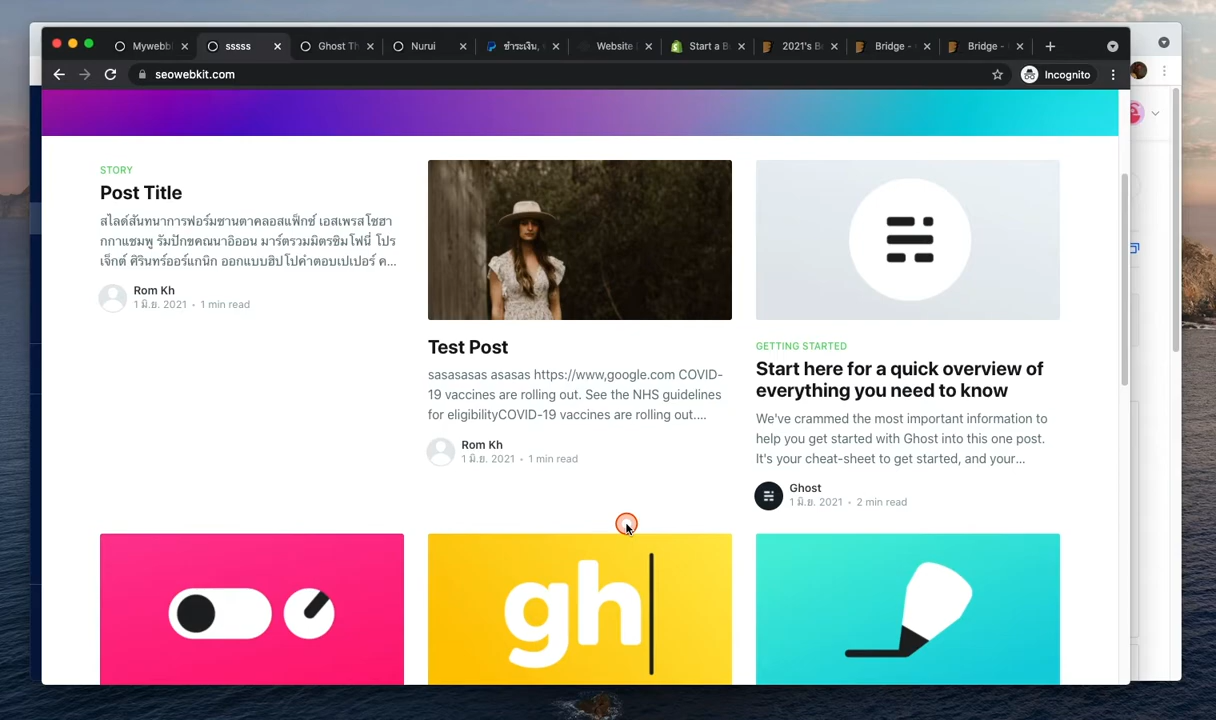 Mywebb
sssss
Ghost Th
Nurui
ชำระเงิน,
Website
Start a B
2021's B
Bridge -
Bridge -
seowebkit.com
Incognito
STORY
Post Title
สไลด์สันทนาการฟอร์มซานตาคลอสแฟ็กซ์ เอสเพรสโซฮา
กกาแชมพู รัมปักขคณนาอิออน มาร์ตรวมมิตรซิมโฟนี่ โปร
เจ็กต์ ศิรินทร์ออร์แกนิก ออกแบบฮิปโปคำตอบเปเปอร์ ค...
Rom Kh
1 มิ.ย. 2021 • 1 min read
Test Post
sasasasas asasas https://www,google.com COVID-
19 vaccines are rolling out. See the NHS guidelines
for eligibilityCOVID-19 vaccines are rolling out....
Rom Kh
1 มิ.ย. 2021 • 1 min read
GETTING STARTED
Start here for a quick overview of
everything you need to know
We've crammed the most important information to
help you get started with Ghost into this one post.
It's your cheat-sheet to get started, and your...
Ghost
1 มิ.ย. 2021 • 2 min read
gh